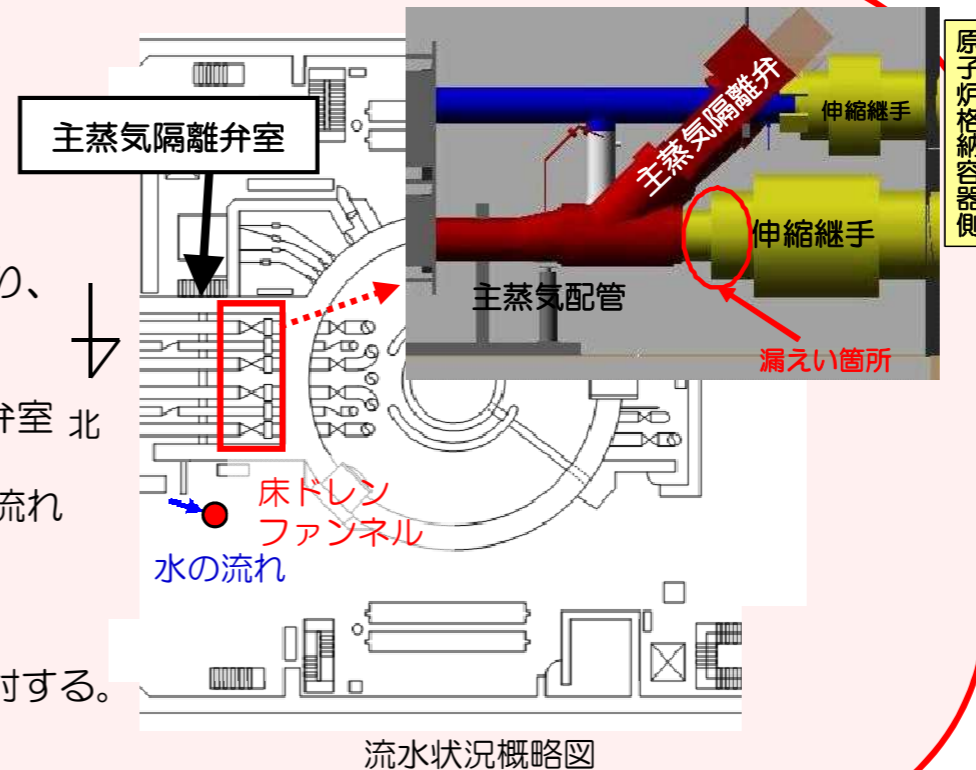 主蒸気隔離弁室
り、
弁室
流れ
対する。
北
主蒸気隔離弁
伸縮継手
伸縮継手
主蒸気配管
漏えい箇所
原子炉格納容器側
床ドレン
ファンネル
水の流れ
流水状況概略図